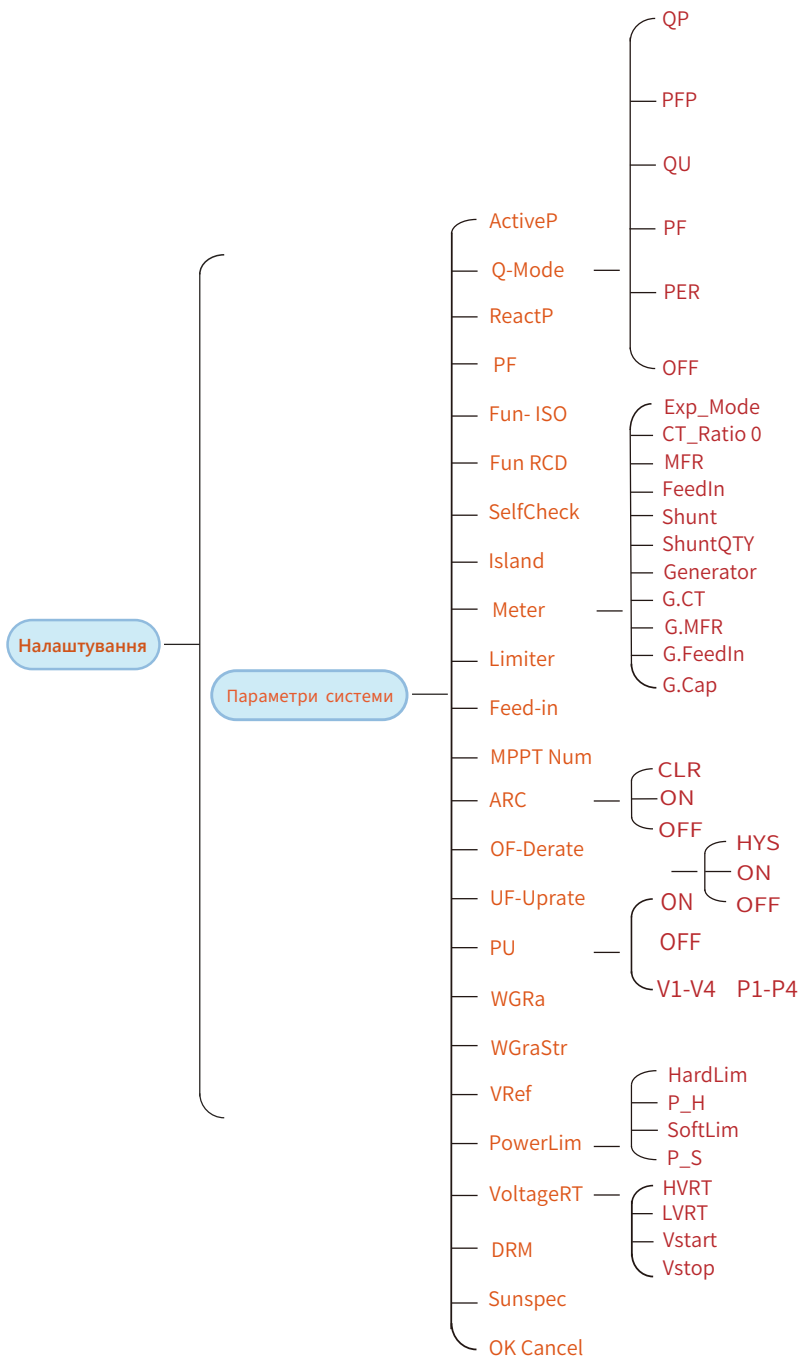 Налаштування
Параметри системи
ActiveP
Q-Mode
QP
PFP
QU
PF
PER
OFF
ReactP
PF
Fun- ISO
Fun RCD
SelfCheck
Island
Meter
Exp_Mode
CT_Ratio 0
MFR
FeedIn
Shunt
ShuntQTY
Generator
G.CT
G.MFR
G.FeedIn
G.Cap
Limiter
Feed-in
MPPT Num
ARC
CLR
ON
OFF
OF-Derate
HYS
ON
OFF
UF-Uprate
PU
ON
OFF
V1-V4 P1-P4
WGRa
WGraStr
VRef
PowerLim
HardLim
P_H
SoftLim
P_S
VoltageRT
HVRT
LVRT
Vstart
Vstop
DRM
Sunspec
OK Cancel